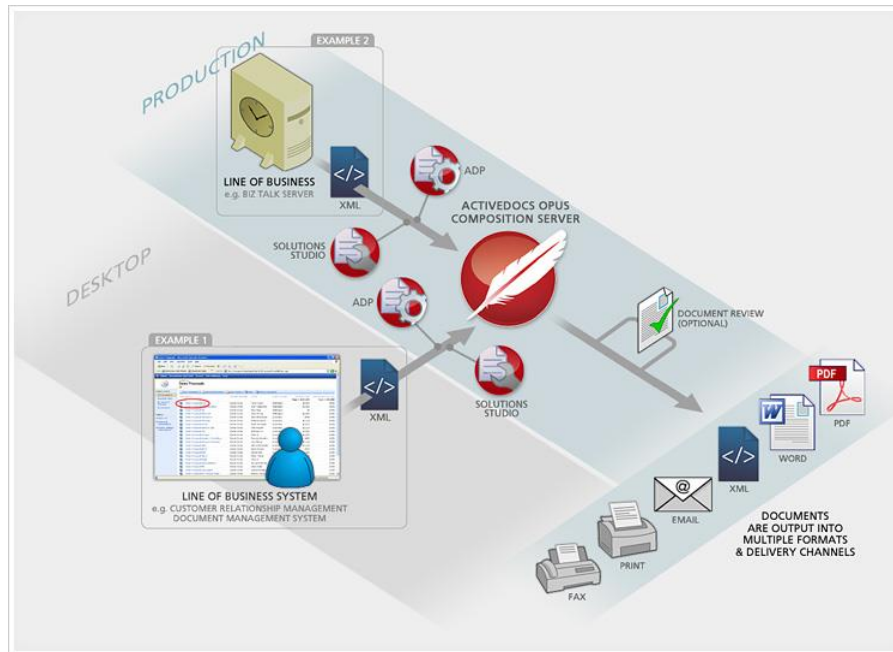 EXAMPLE 2
PRODUCTION
LINE OF BUSINESS
e.g. BIZ TALK SERVER
</>
XML
ADP
ACTIVEDOCS OPUS
COMPOSITION SERVER
SOLUTIONS
STUDIO
DESKTOP
ADP
DOCUMENT REVIEW
(OPTIONAL)
EXAMPLE 1
</>
XML
SOLUTIONS
STUDIO
PDF
PDF
W
WORD
</>
XML
@
EMAIL
PRINT
FAX
LINE OF BUSINESS SYSTEM
e.g. CUSTOMER RELATIONSHIP MANAGEMENT
DOCUMENT MANAGEMENT SYSTEM
DOCUMENTS
ARE OUTPUT INTO
MULTIPLE FORMATS
& DELIVERY CHANNELS